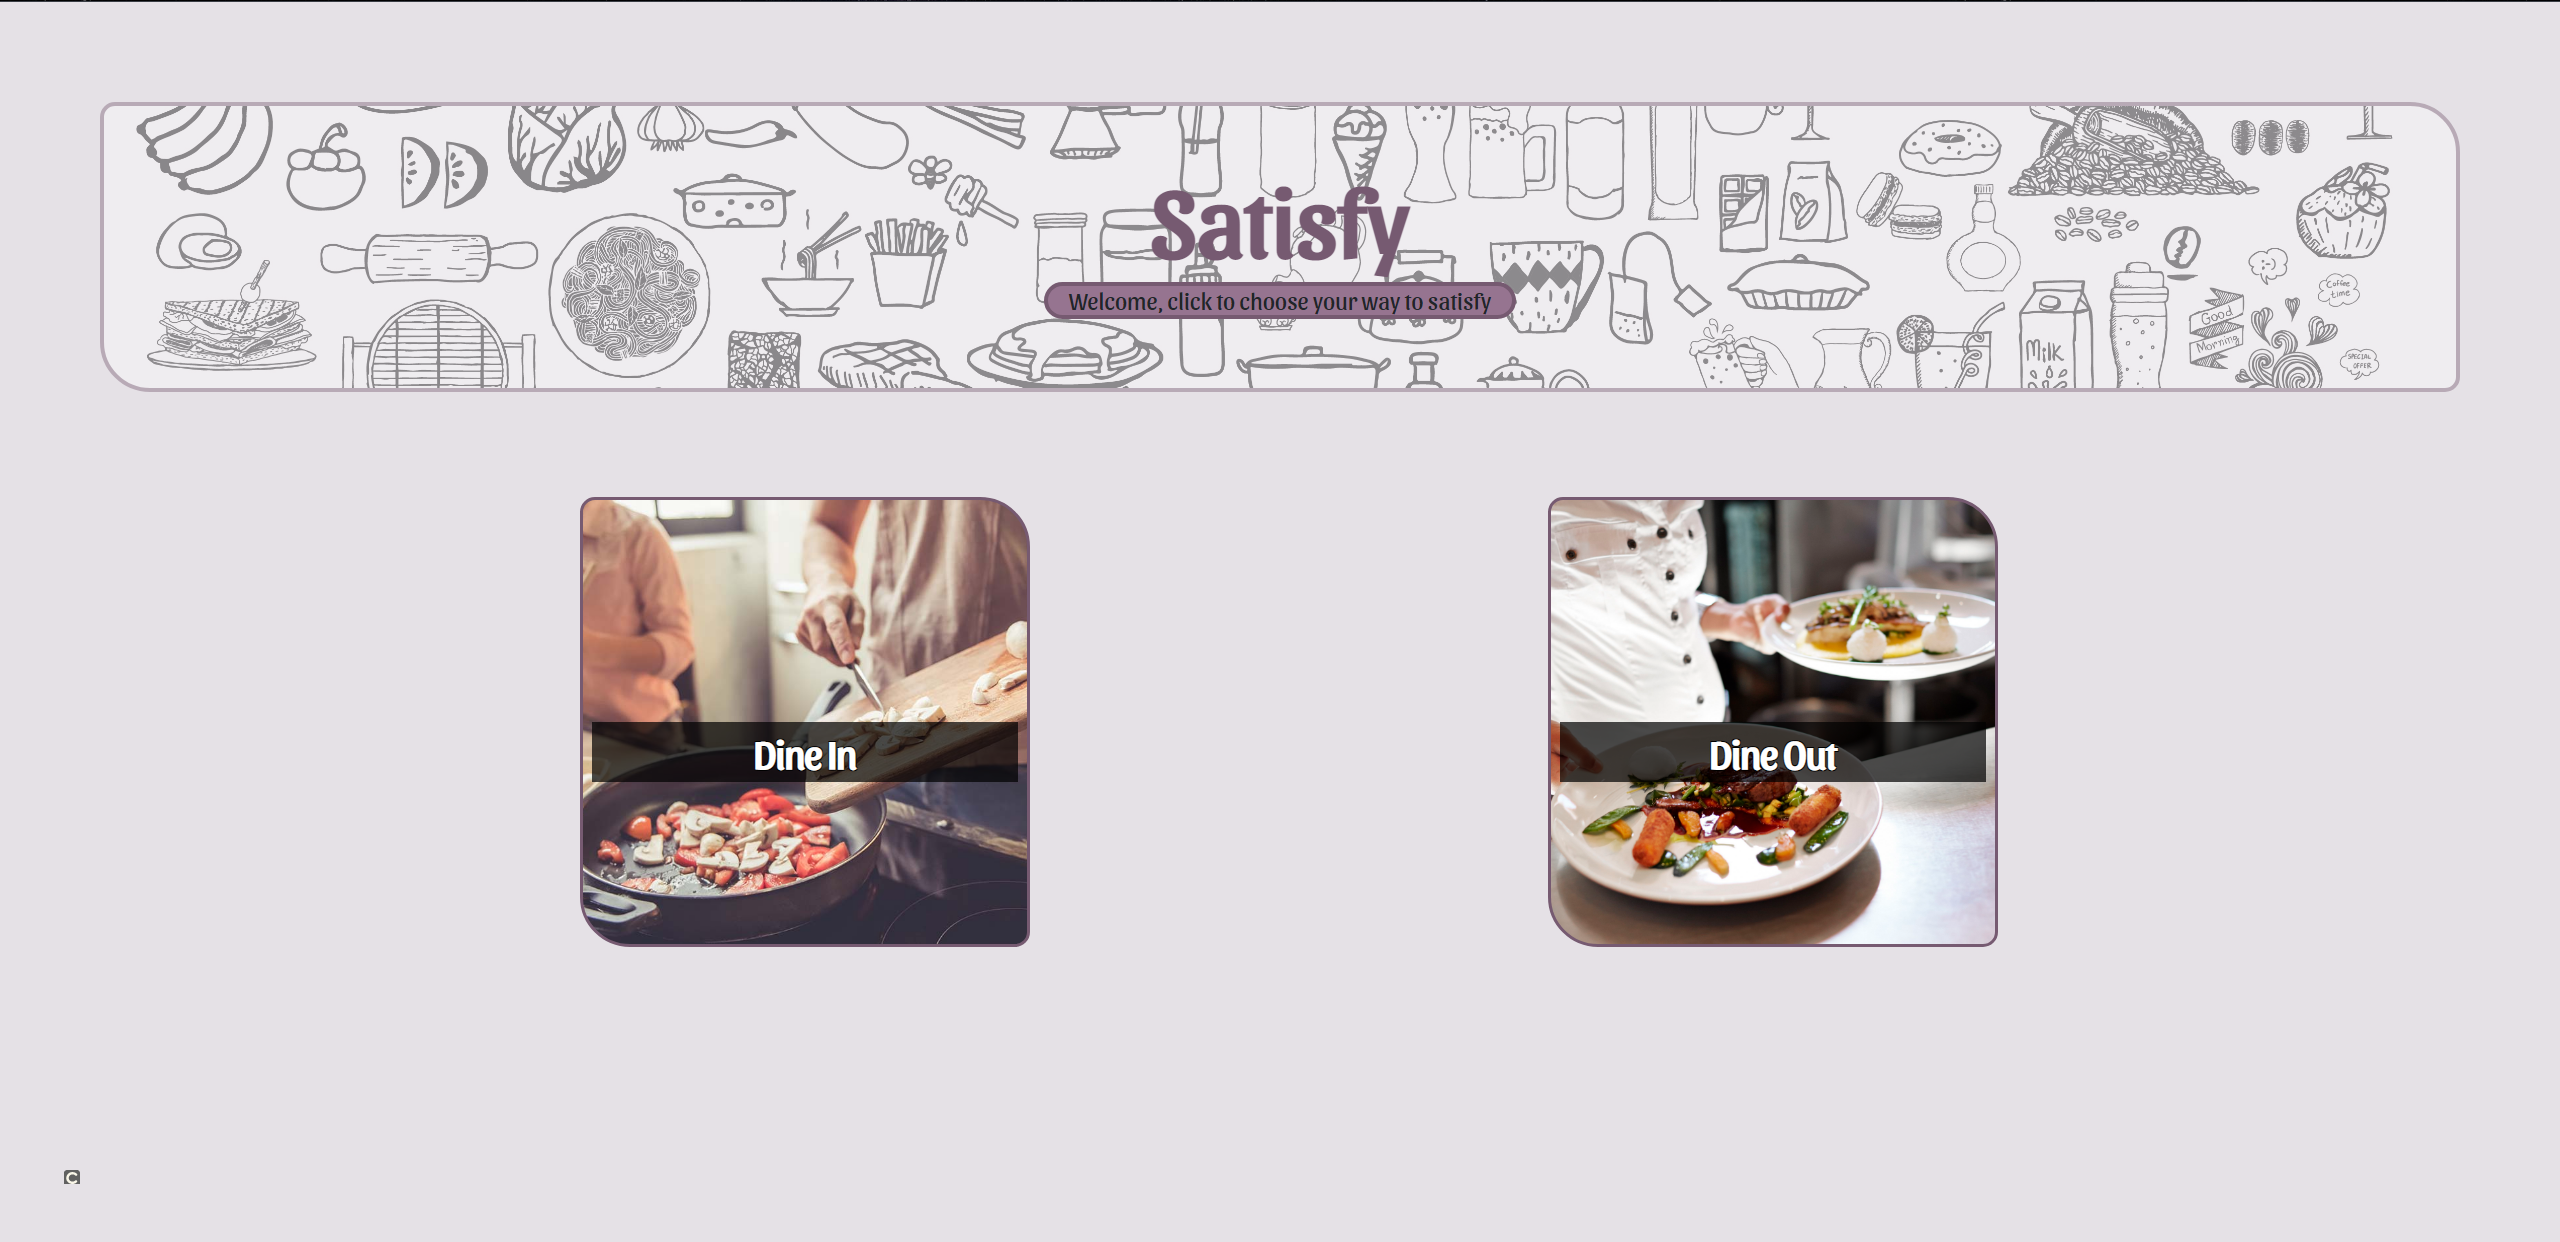 Satisfy
Welcome, click to choose your way to satisfy
Coffee
time
Good
Morning
Milk
SPECIAL
OFFER
Dine In
Dine Out
C